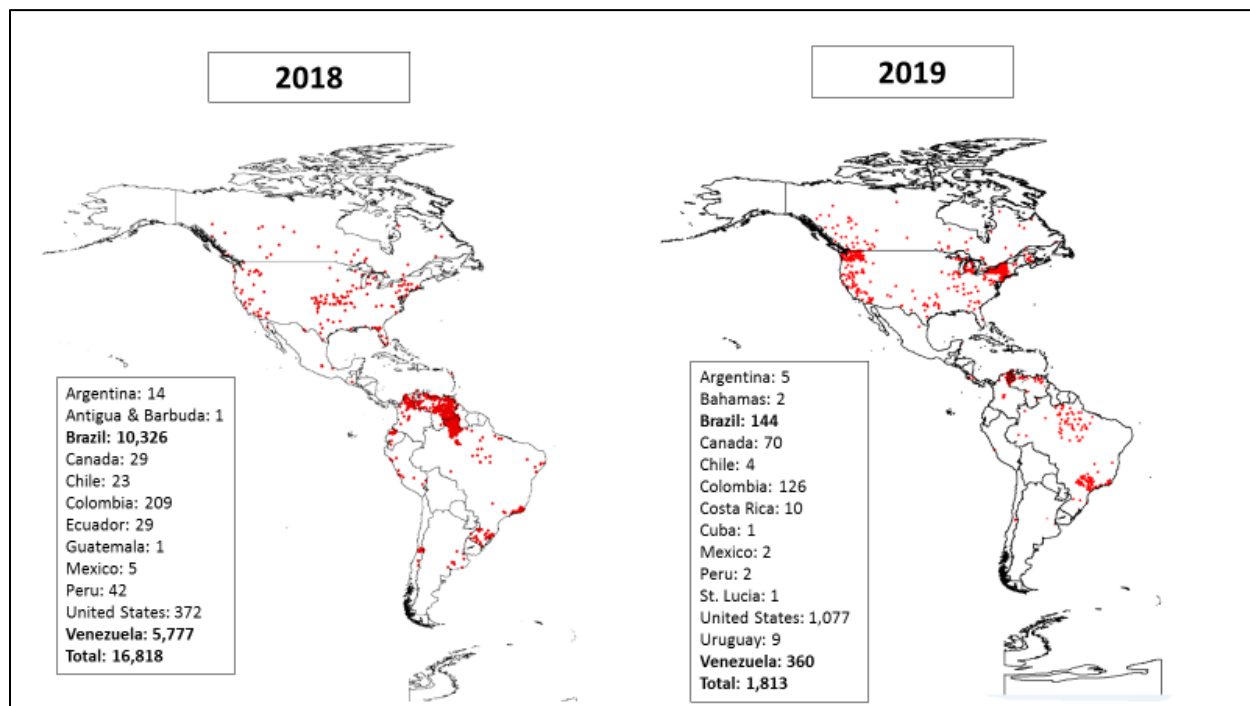 2018
Argentina: 14
Antigua & Barbuda: 1
Brazil: 10,326
Canada: 29
Chile: 23
Colombia: 209
Ecuador: 29
Guatemala: 1
Mexico: 5
Peru: 42
United States: 372
Venezuela: 5,777
Total: 16,818
2019
Argentina: 5
Bahamas: 2
Brazil: 144
Canada: 70
Chile: 4
Colombia: 126
Costa Rica: 10
Cuba: 1
Mexico: 2
Peru: 2
St. Lucia: 1
United States: 1,077
Uruguay: 9
Venezuela: 360
Total: 1,813